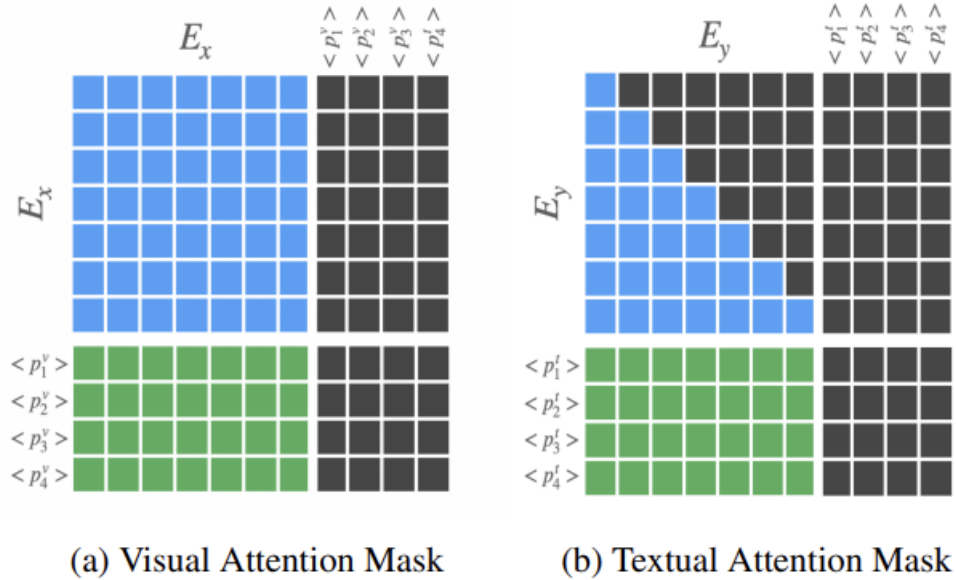 E_x
< p_1^v >
< p_2^v >
< p_3^v >
< p_4^t >
E_x
< p_1^v >
< p_2^v >
< p_3^v >
< p_4^v >
(a) Visual Attention Mask
E_y
< p_1^t >
< p_2^t >
< p_3^t >
< p_4^t >
E_y
< p_1^t >
< p_2^t >
< p_3^t >
< p_4^t >
(b) Textual Attention Mask